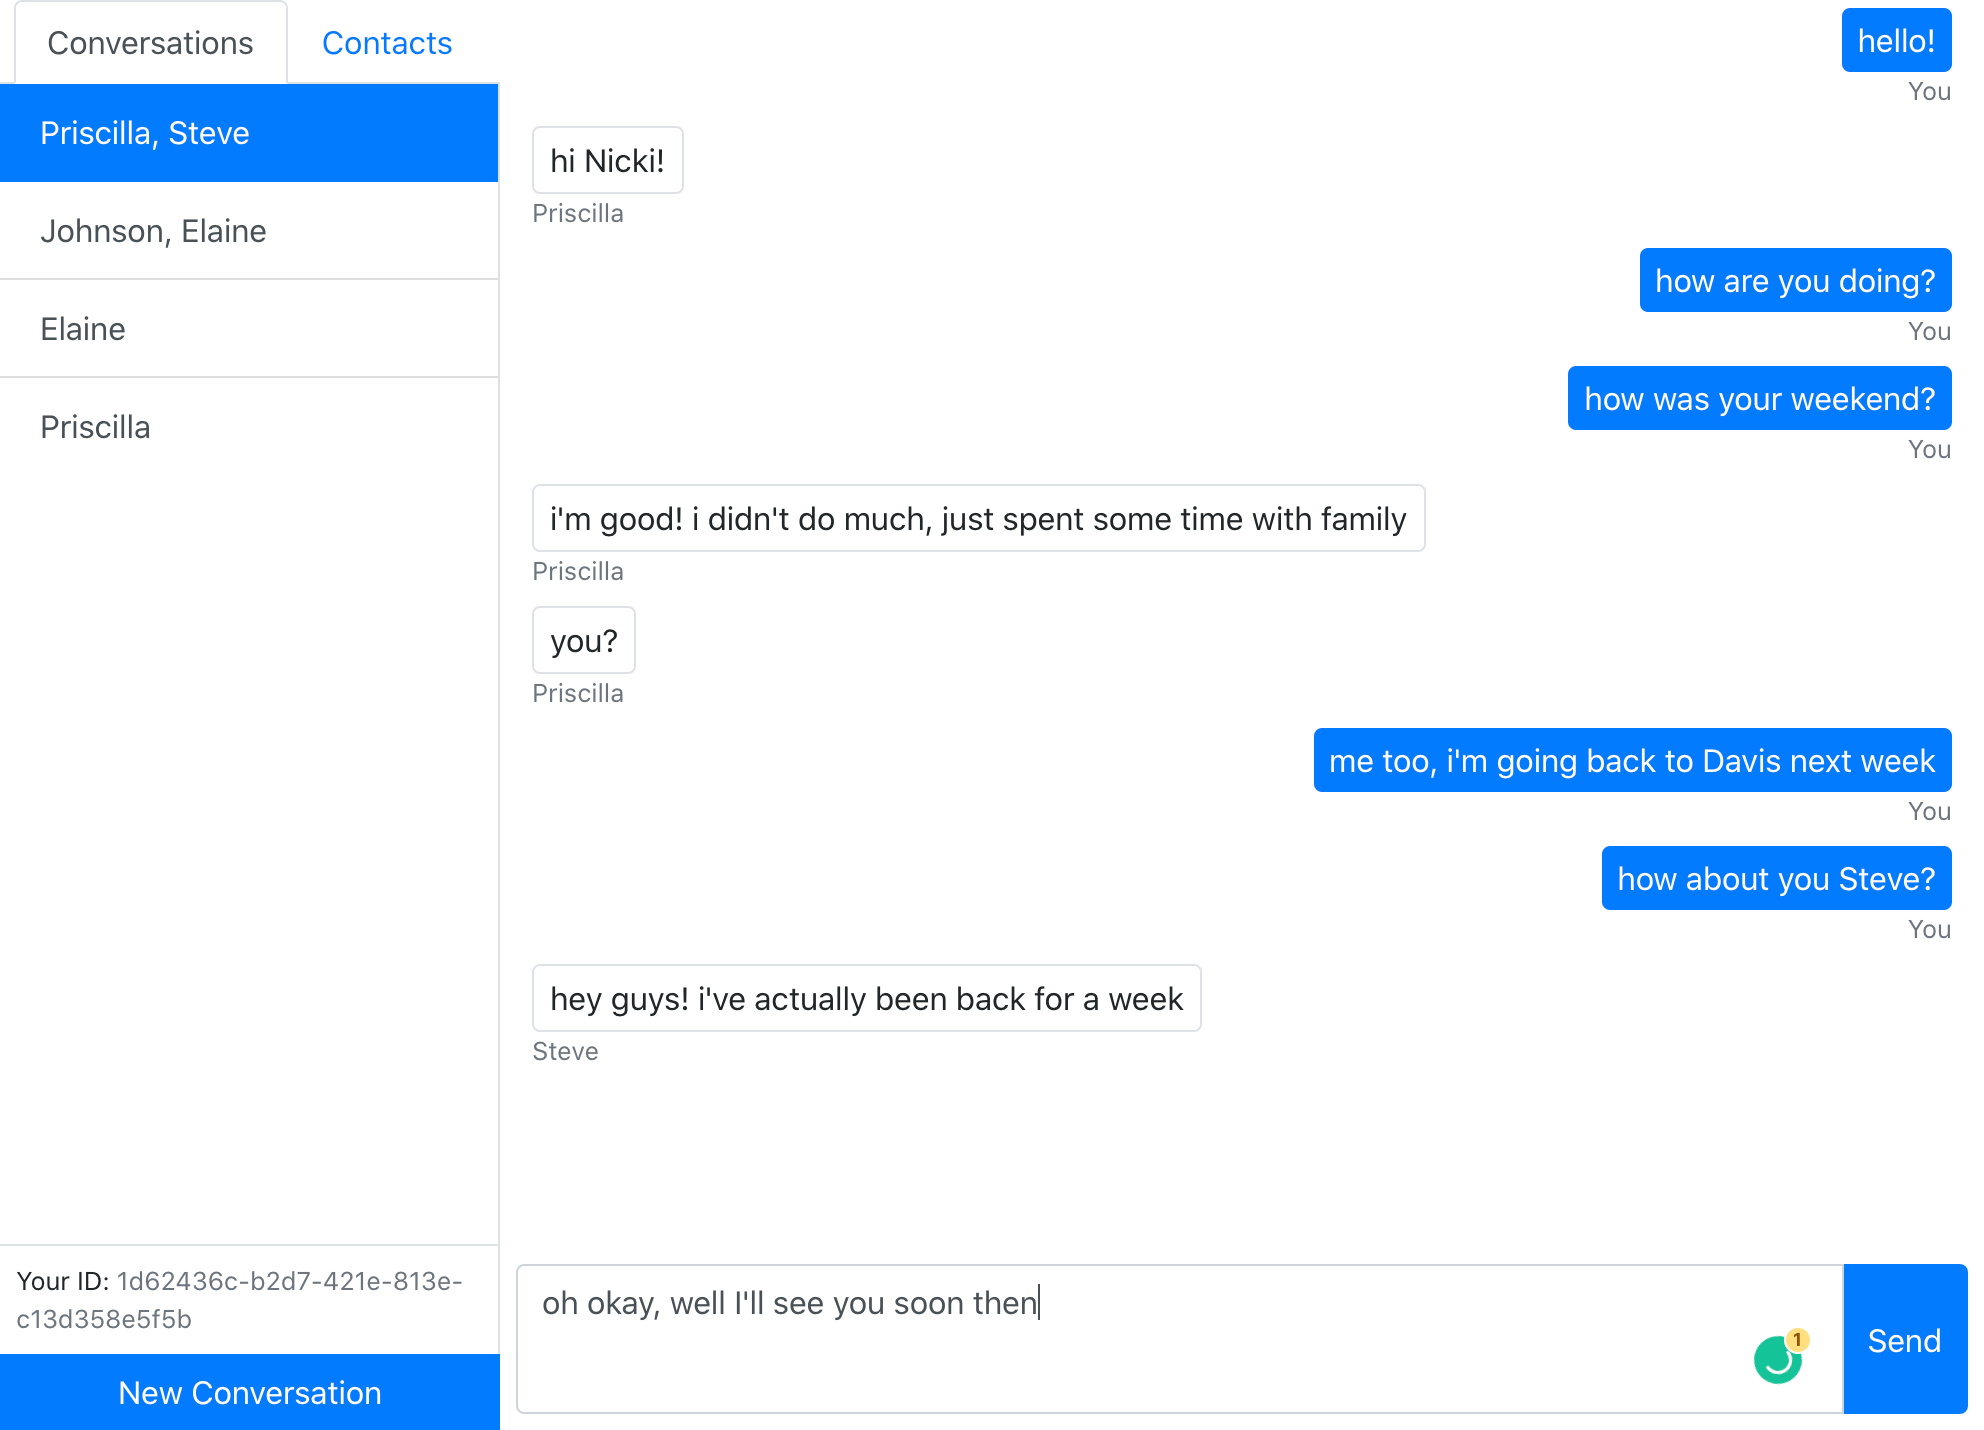 Conversations
Contacts
Priscilla, Steve
Johnson, Elaine
Elaine
Priscilla
Your ID: 1d62436c-b2d7-421e-813e-
c13d358e5f5b
New Conversation
hello!
You
hi Nicki!
Priscilla
how are you doing?
You
how was your weekend?
You
i'm good! i didn't do much, just spent some time with family
Priscilla
you?
Priscilla
me too, i'm going back to Davis next week
You
how about you Steve?
You
hey guys! i've actually been back for a week
Steve
oh okay, well I'll see you soon then
1
Send